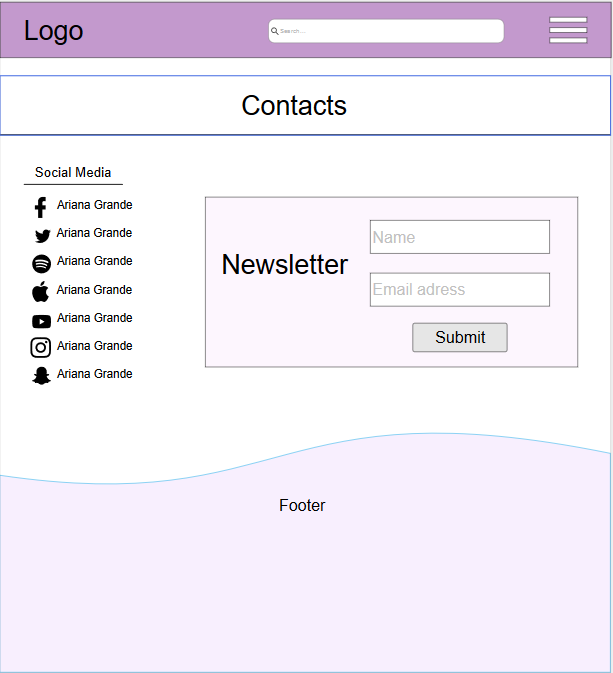 Logo
Search...
Contacts
Social Media
Ariana Grande
Ariana Grande
Ariana Grande
Ariana Grande
Ariana Grande
Ariana Grande
Ariana Grande
Newsletter
Name
Email adress
Submit
Footer